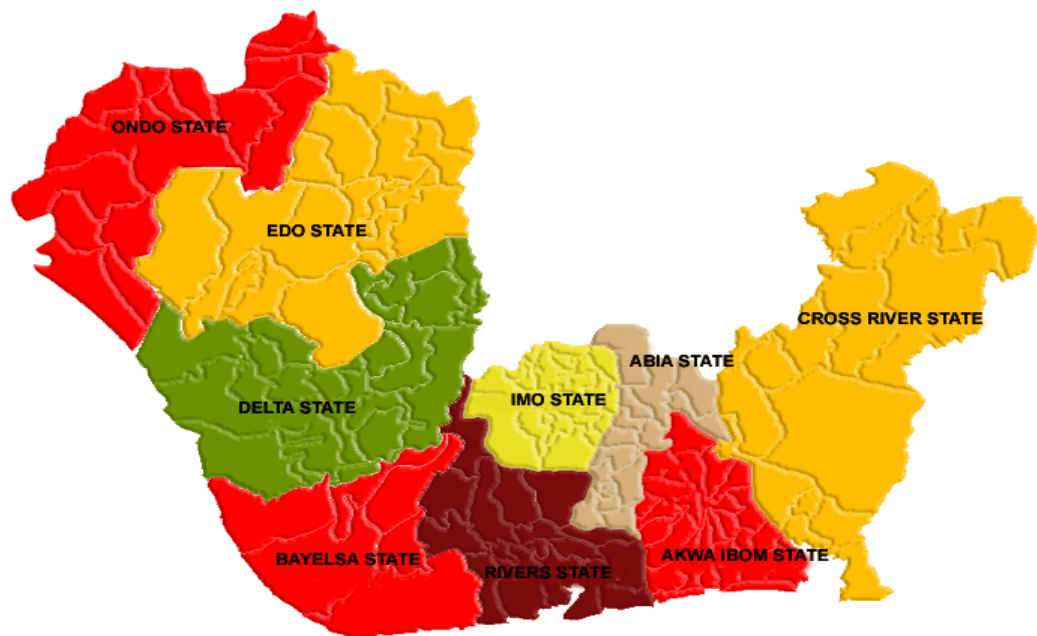 ONDO STATE
EDO STATE
CROSS RIVER STATE
ABIA STATE
IMO STATE
DELTA STATE
BAYELSA STATE
RIVERS STATE
AKWA IBOM STATE